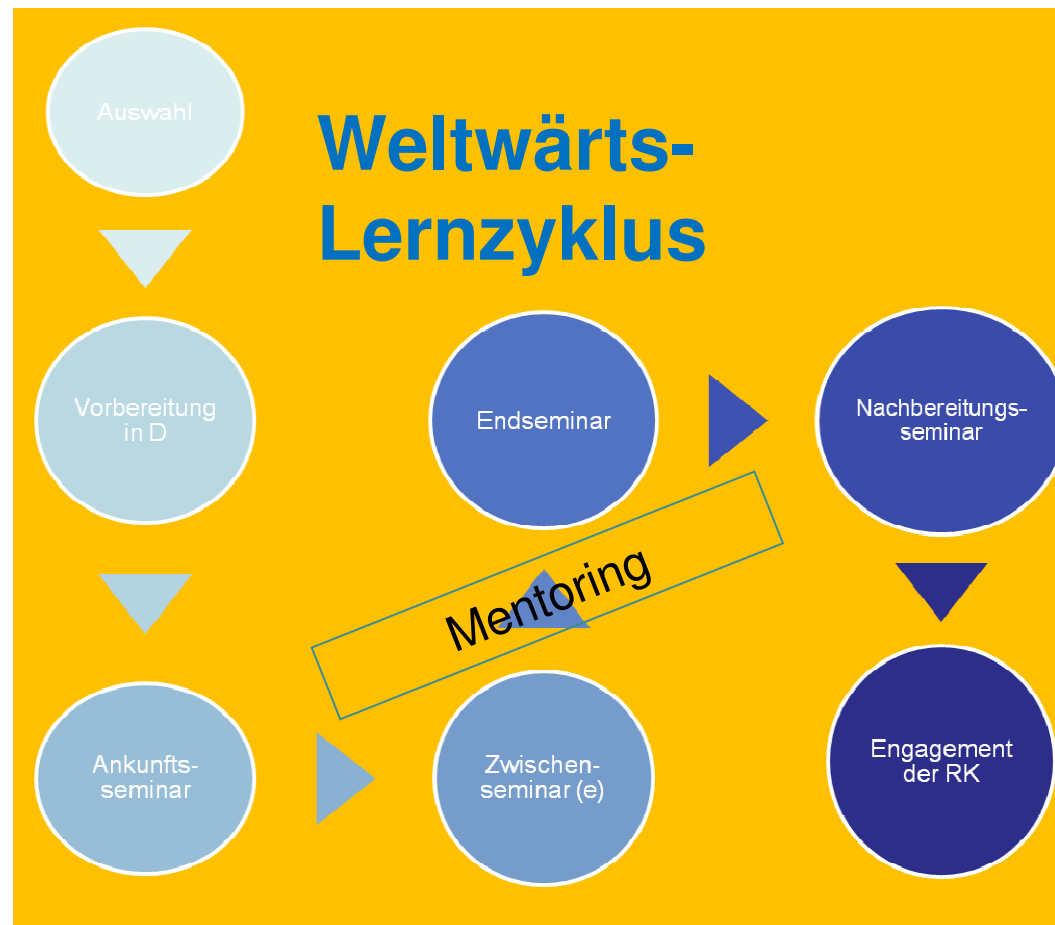 Auswahl
Weltwärts-
Lernzyklus
Vorbereitung
in D
Ankunfts-
seminar
Zwischen-
seminar (e)
Mentoring
Endseminar
Nachbereitungs-
seminar
Engagement
der RK